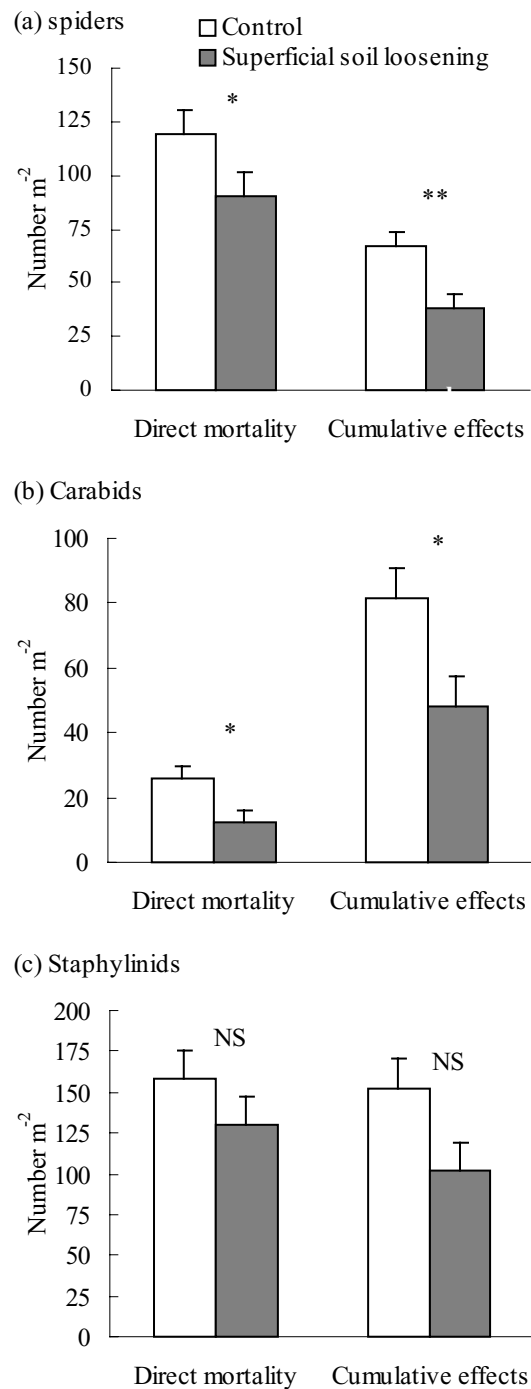 (a) spiders
Control
Superficial soil loosening
150
125
100
75
50
25
0
Number m⁻²
*
**
Direct mortality Cumulative effects
(b) Carabids
100
80
60
40
20
0
Number m⁻²
*
*
Direct mortality Cumulative effects
(c) Staphylinids
200
175
150
125
100
75
50
25
0
Number m⁻²
NS
NS
Direct mortality Cumulative effects